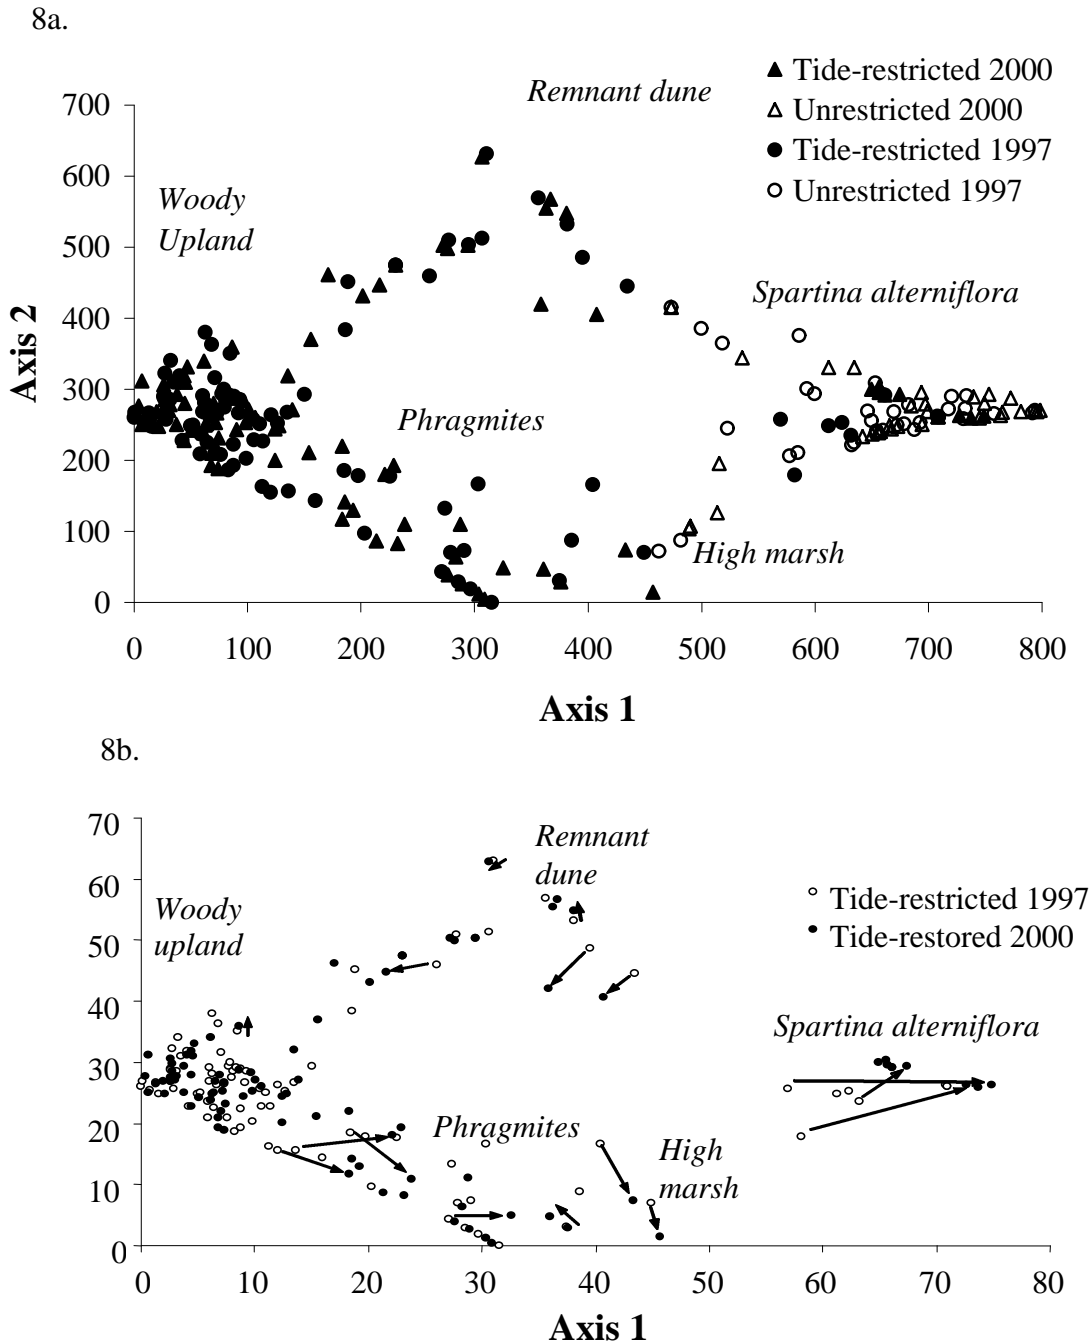 8a.
Remnant dune
▲ Tide-restricted 2000
△ Unrestricted 2000
● Tide-restricted 1997
○ Unrestricted 1997
700
600
500
400
300
200
100
0
Axis 2
Woody
Upland
Spartina alterniflora
Phragmites
High marsh
0 100 200 300 400 500 600 700 800
Axis 1
8b.
70
60
50
40
30
20
10
0
Remnant
dune
Woody
upland
○ Tide-restricted 1997
● Tide-restored 2000
Spartina alterniflora
Phragmites
High
marsh
0 10 20 30 40 50 60 70 80
Axis 1